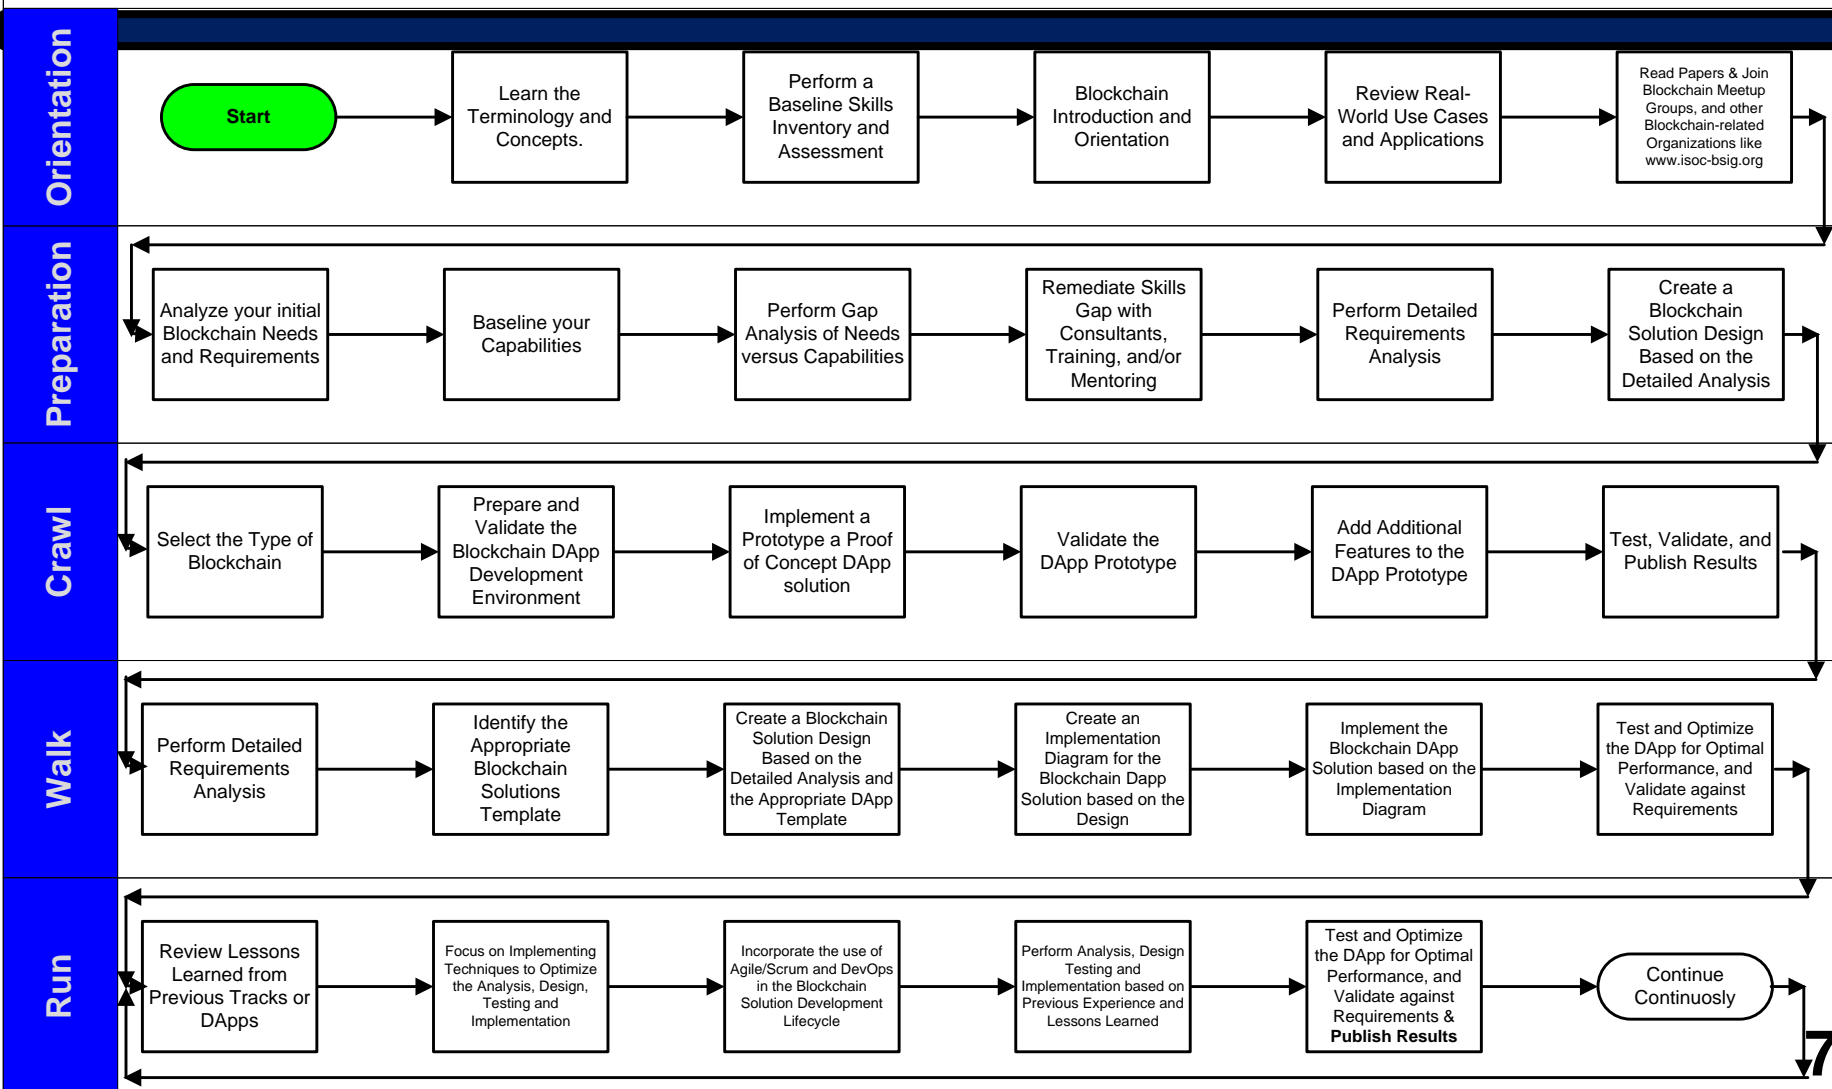 Orientation
Start
Learn the
Terminology and
Concepts.
Perform a
Baseline Skills
Inventory and
Assessment
Blockchain
Introduction and
Orientation
Review Real-
World Use Cases
and Applications
Read Papers & Join
Blockchain Meetup
Groups, and other
Blockchain-related
Organizations like
www.isoc-bsig.org
Preparation
Analyze your initial
Blockchain Needs
and Requirements
Baseline your
Capabilities
Perform Gap
Analysis of Needs
versus Capabilities
Remediate Skills
Gap with
Consultants,
Training, and/or
Mentoring
Perform Detailed
Requirements
Analysis
Create a
Blockchain
Solution Design
Based on the
Detailed Analysis
Crawl
Select the Type of
Blockchain
Prepare and
Validate the
Blockchain DApp
Development
Environment
Implement a
Prototype a Proof
of Concept DApp
solution
Validate the
DApp Prototype
Add Additional
Features to the
DApp Prototype
Test, Validate, and
Publish Results
Walk
Perform Detailed
Requirements
Analysis
Identify the
Appropriate
Blockchain
Solutions
Template
Create a Blockchain
Solution Design
Based on the
Detailed Analysis and
the Appropriate DApp
Template
Create an
Implementation
Diagram for the
Blockchain Dapp
Solution based on the
Design
Implement the
Blockchain DApp
Solution based on the
Implementation
Diagram
Test and Optimize
the DApp for Optimal
Performance, and
Validate against
Requirements
Run
Review Lessons
Learned from
Previous Tracks or
DApps
Focus on Implementing
Techniques to Optimize
the Analysis, Design,
Testing and
Implementation
Incorporate the use of
Agile/Scrum and DevOps
in the Blockchain
Solution Development
Lifecycle
Perform Analysis, Design
Testing and
Implementation based on
Previous Experience and
Lessons Learned
Test and Optimize
the DApp for Optimal
Performance, and
Validate against
Requirements &
Publish Results
Continue
Continuosly
7